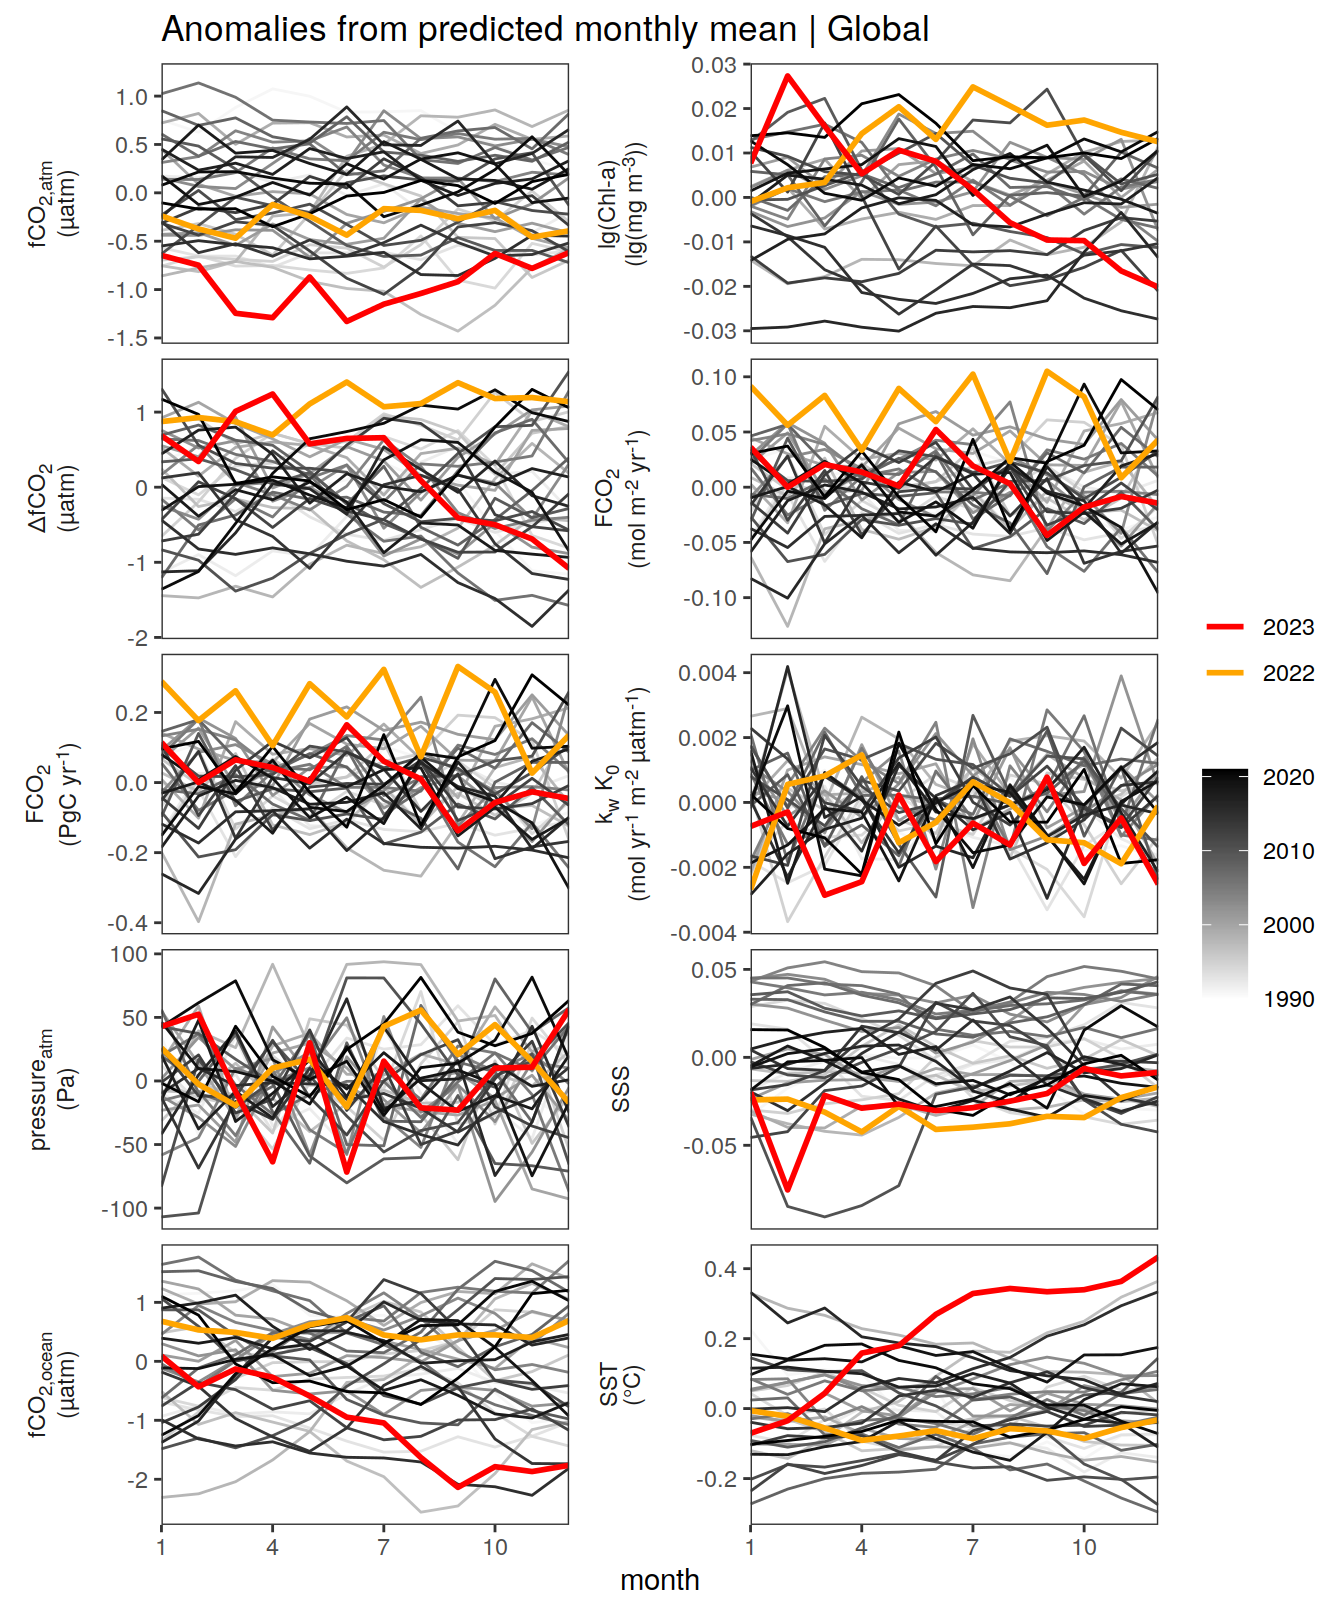 Anomalies from predicted monthly mean | Global
fCO2,atm
(µatm)
1.0
0.5
0.0
-0.5
-1.0
-1.5
lg(Chl-a)
(lg(mg m-3))
0.03
0.02
0.01
0.00
-0.01
-0.02
-0.03
ΔfCO2
(µatm)
1
0
-1
-2
FCO2
(mol m-2 yr-1)
0.10
0.05
0.00
-0.05
-0.10
FCO2
(PgC yr-1)
0.2
0.0
-0.2
-0.4
kw K0
(mol yr-1 m-2 µatm-1)
0.004
0.002
0.000
-0.002
-0.004
pressureatm
(Pa)
100
50
0
-50
-100
SSS
0.05
0.00
-0.05
fCO2,ocean
(µatm)
1
0
-1
-2
1
4
7
10
SST
(°C)
0.4
0.2
0.0
-0.2
1
4
7
10
month
2023
2022
2020
2010
2000
1990